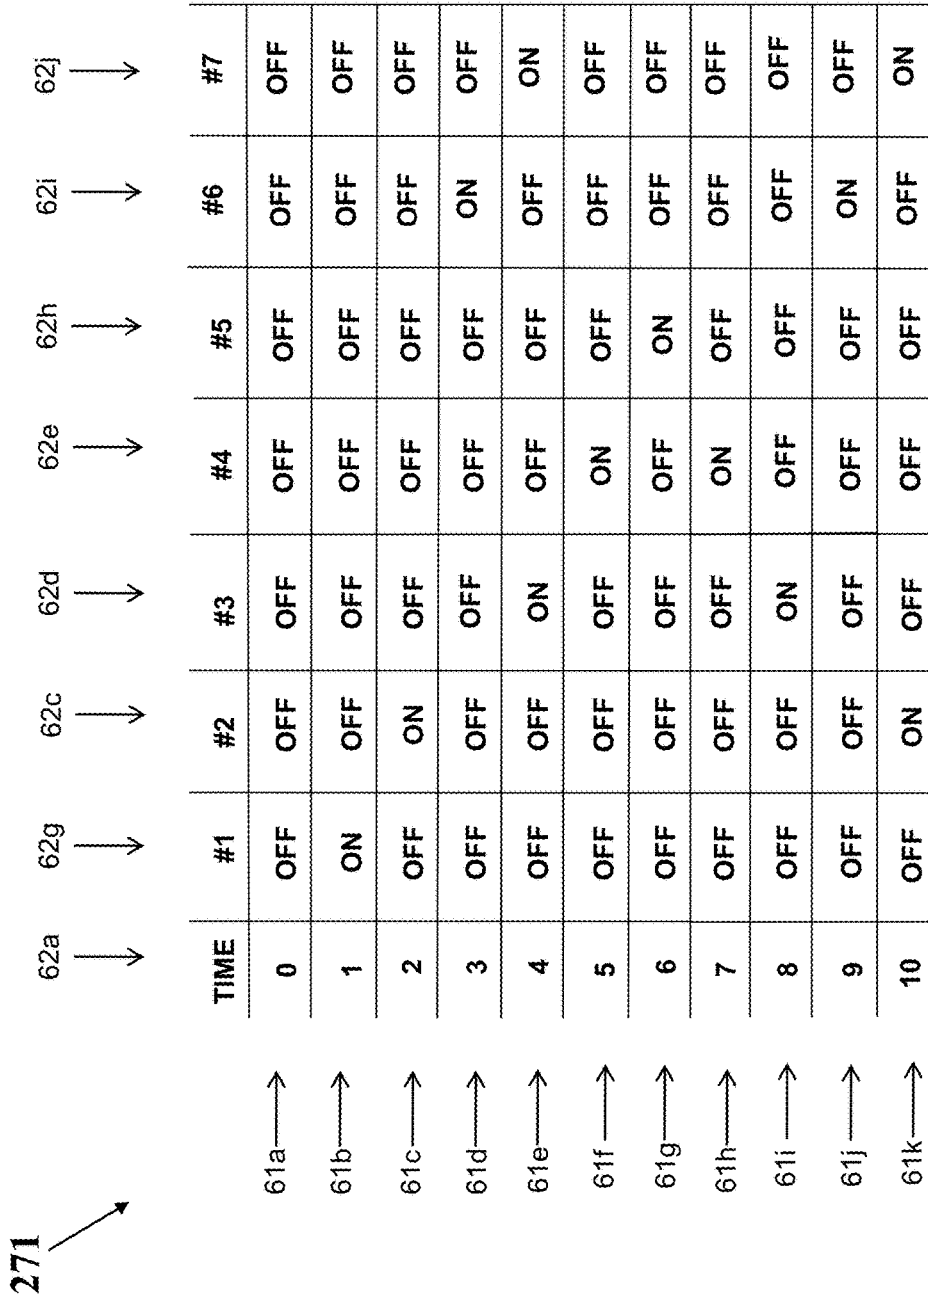 271
62a 62g 62c 62d 62e 62h 62i 62j
TIME #1 #2 #3 #4 #5 #6 #7
61a 0 OFF OFF OFF OFF OFF OFF OFF
61b 1 ON OFF OFF OFF OFF OFF OFF
61c 2 OFF ON OFF OFF OFF OFF OFF
61d 3 OFF OFF OFF OFF OFF ON OFF
61e 4 OFF OFF ON OFF OFF OFF ON
61f 5 OFF OFF OFF ON OFF OFF OFF
61g 6 OFF OFF OFF OFF ON OFF OFF
61h 7 OFF OFF OFF ON OFF OFF OFF
61i 8 OFF OFF ON OFF OFF OFF OFF
61j 9 OFF OFF OFF OFF OFF ON OFF
61k 10 OFF ON OFF OFF OFF OFF ON